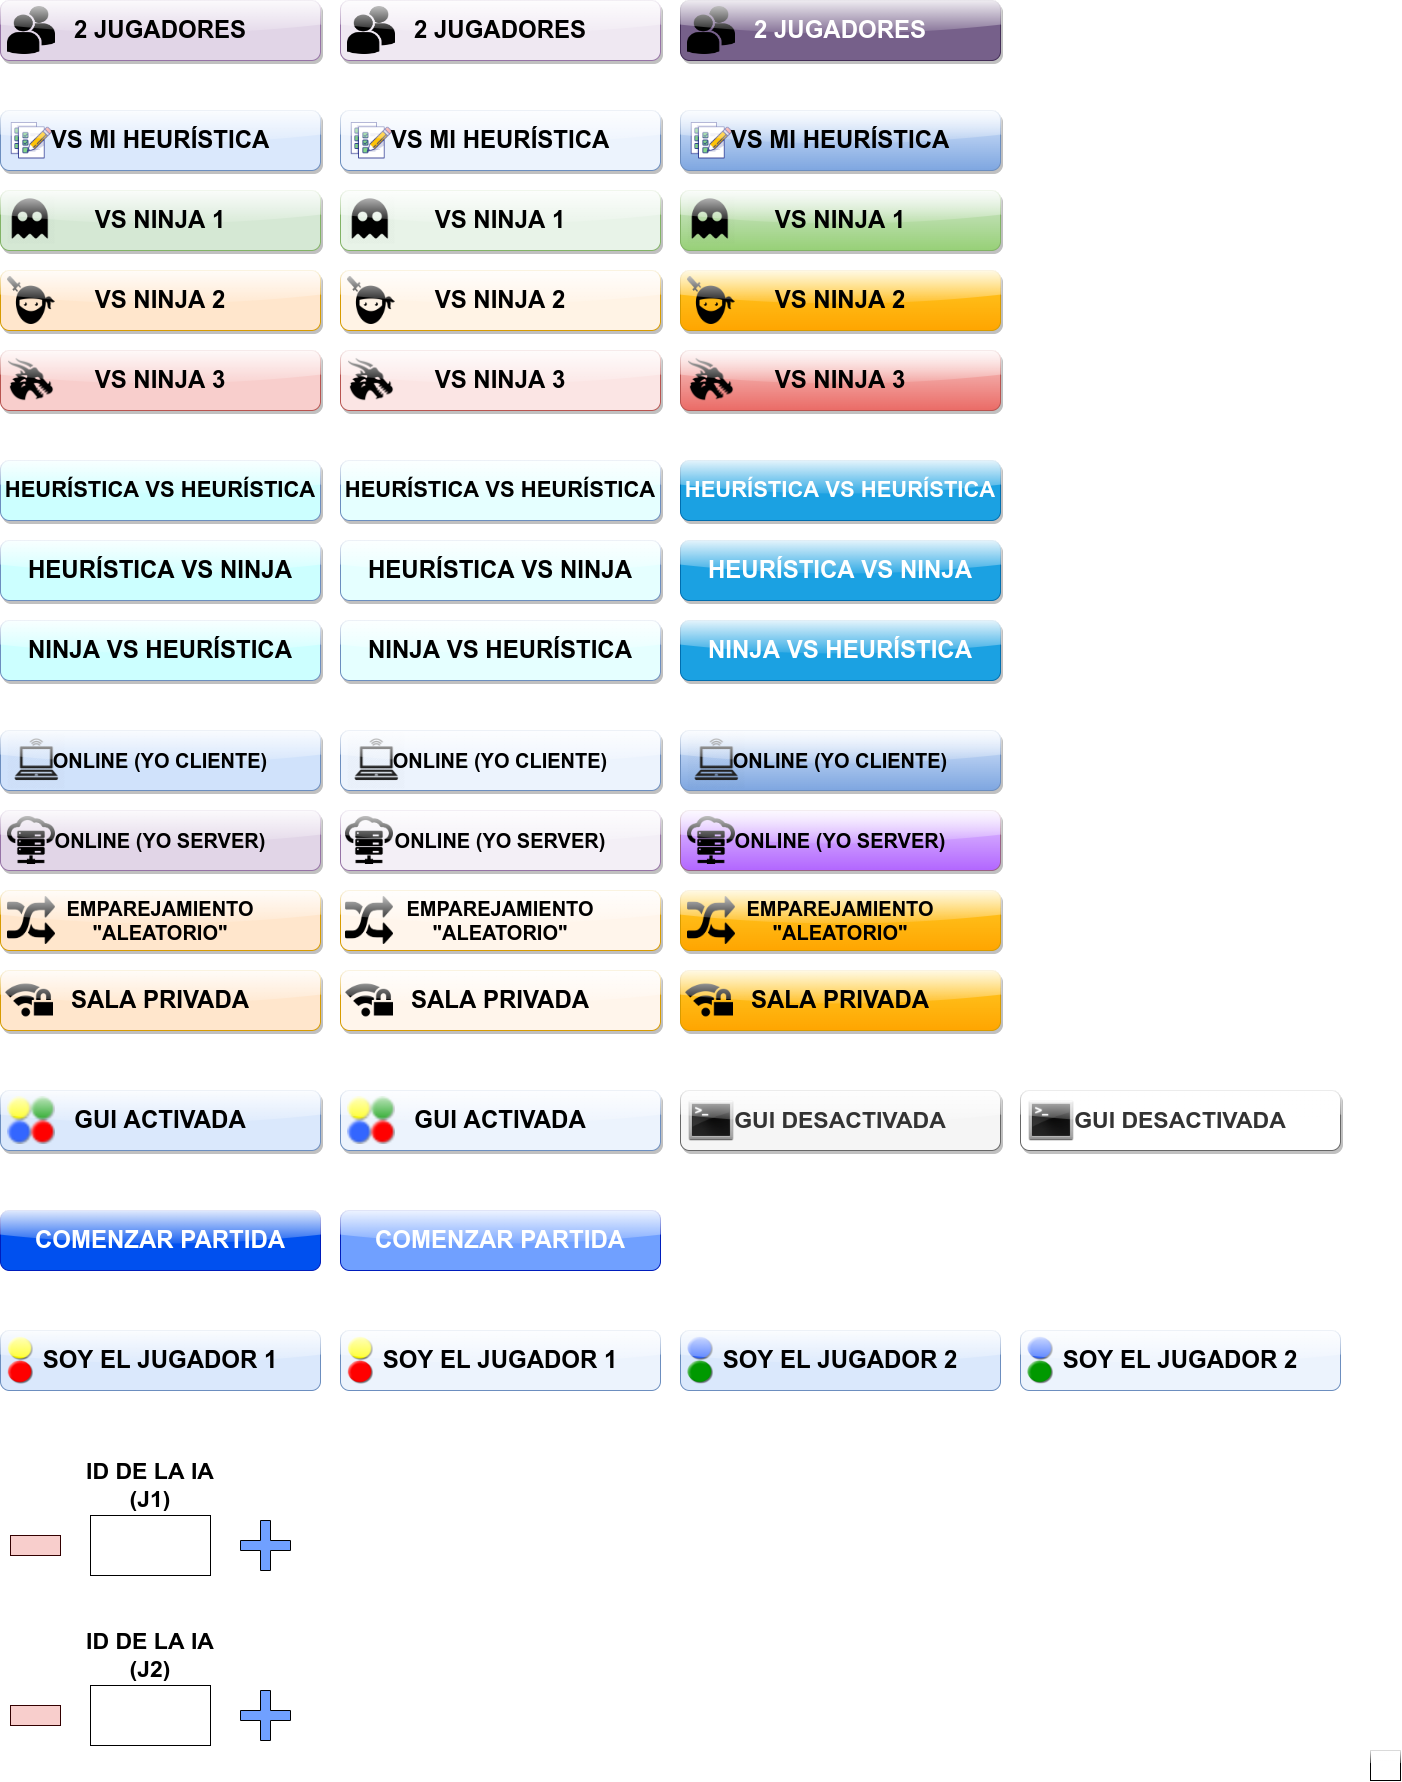 2 JUGADORES 2 JUGADORES 2 JUGADORES
VS MI HEURÍSTICA VS MI HEURÍSTICA VS MI HEURÍSTICA
VS NINJA 1 VS NINJA 1 VS NINJA 1
VS NINJA 2 VS NINJA 2 VS NINJA 2
VS NINJA 3 VS NINJA 3 VS NINJA 3
HEURÍSTICA VS HEURÍSTICA HEURÍSTICA VS HEURÍSTICA HEURÍSTICA VS HEURÍSTICA
HEURÍSTICA VS NINJA HEURÍSTICA VS NINJA HEURÍSTICA VS NINJA
NINJA VS HEURÍSTICA NINJA VS HEURÍSTICA NINJA VS HEURÍSTICA
ONLINE (YO CLIENTE) ONLINE (YO CLIENTE) ONLINE (YO CLIENTE)
ONLINE (YO SERVER) ONLINE (YO SERVER) ONLINE (YO SERVER)
EMPAREJAMIENTO EMPAREJAMIENTO EMPAREJAMIENTO
"ALEATORIO" "ALEATORIO" "ALEATORIO"
SALA PRIVADA SALA PRIVADA SALA PRIVADA
GUI ACTIVADA GUI ACTIVADA GUI DESACTIVADA GUI DESACTIVADA
COMENZAR PARTIDA COMENZAR PARTIDA
SOY EL JUGADOR 1 SOY EL JUGADOR 1 SOY EL JUGADOR 2 SOY EL JUGADOR 2
ID DE LA IA
(J1)
ID DE LA IA
(J2)